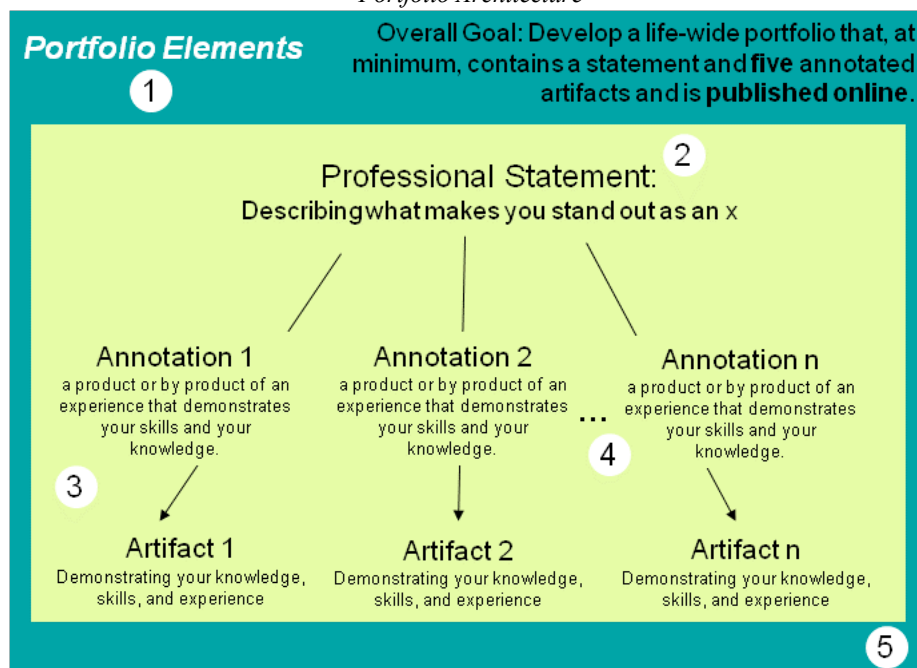 Portfolio Architecture
Portfolio Elements
1
Overall Goal: Develop a life-wide portfolio that, at
minimum, contains a statement and five annotated
artifacts and is published online.
2
Professional Statement:
Describing what makes you stand out as an x
Annotation 1
a product or by product of an
experience that demonstrates
your skills and your
knowledge.
Annotation 2
a product or by product of an
experience that demonstrates
your skills and your
knowledge.
...
Annotation n
a product or by product of an
experience that demonstrates
your skills and your
knowledge.
3
4
Artifact 1
Demonstrating your knowledge,
skills, and experience
Artifact 2
Demonstrating your knowledge,
skills, and experience
Artifact n
Demonstrating your knowledge,
skills, and experience
5